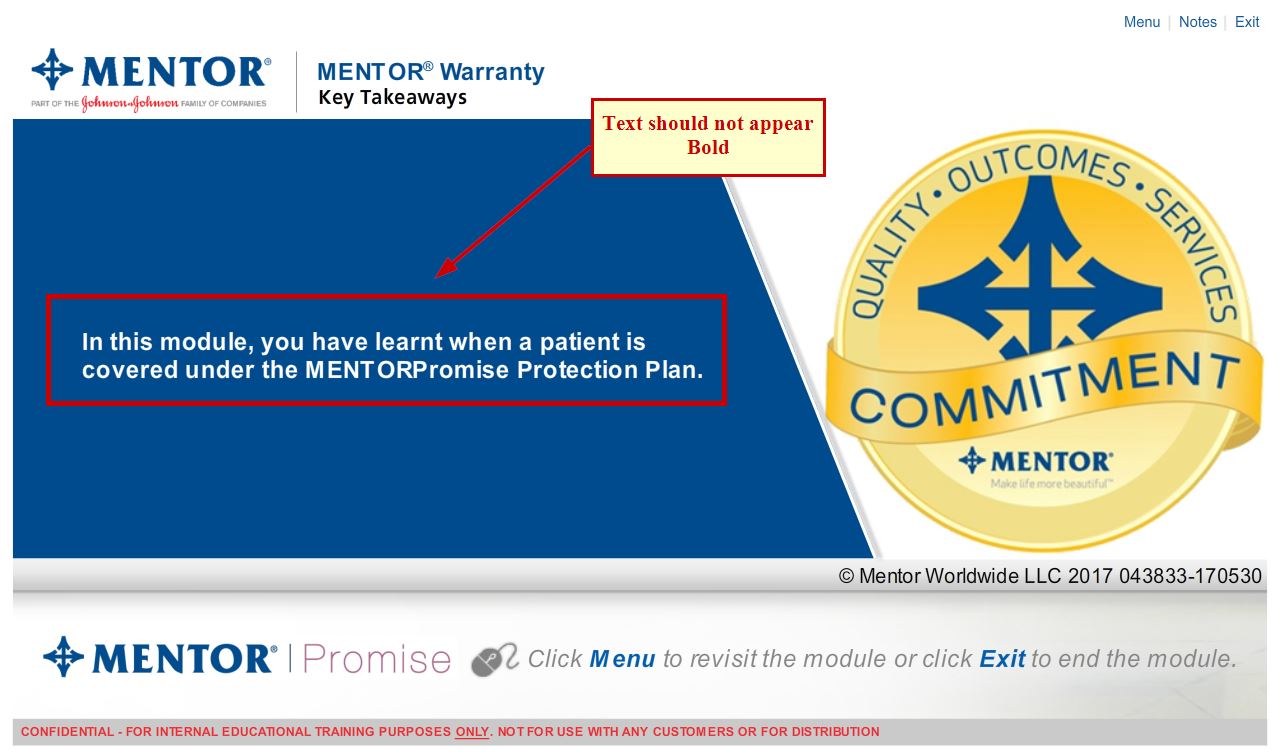 Menu | Notes | Exit
MENTOR®
PART OF THE Johnson & Johnson FAMILY OF COMPANIES
MENTOR® Warranty
Key Takeaways
Text should not appear
Bold
In this module, you have learnt when a patient is
covered under the MENTORPromise Protection Plan.
QUALITY • OUTCOMES • SERVICES
COMMITMENT
MENTOR®
Make life more beautiful™
© Mentor Worldwide LLC 2017 043833-170530
MENTOR® | Promise
Click Menu to revisit the module or click Exit to end the module.
CONFIDENTIAL - FOR INTERNAL EDUCATIONAL TRAINING PURPOSES ONLY. NOT FOR USE WITH ANY CUSTOMERS OR FOR DISTRIBUTION